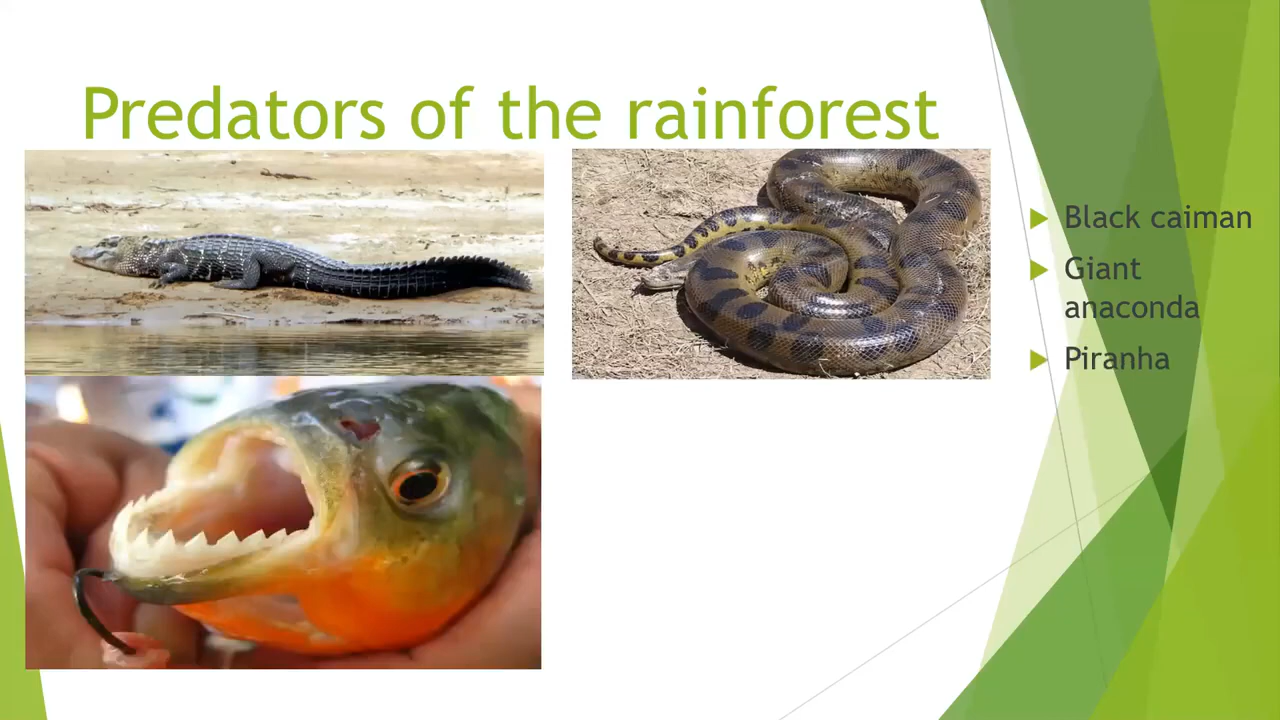 Predators of the rainforest
Black caiman
Giant
anaconda
Piranha